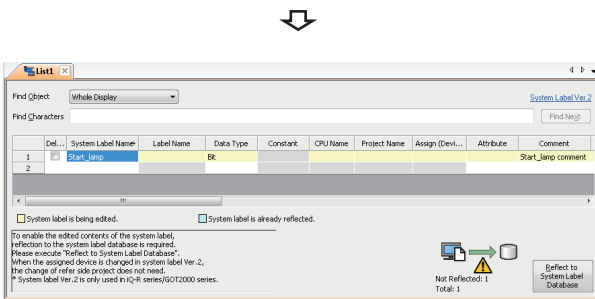 List1
Find Object Whole Display System Label Ver.2
Find Characters Find Next
Del... System Label Name Label Name Data Type Constant CPU Name Project Name Assign (Devi... Attribute Comment
1 Start_lamp Bit Start_lamp comment
2
System label is being edited. System label is already reflected.
To enable the edited contents of the system label,
reflection to the system label database is required.
Please execute "Reflect to System Label Database".
When the assigned device is changed in system label Ver.2,
the change of refer side project does not need.
* System label Ver.2 is only used in iQ-R series/GOT2000 series.
Not Reflected: 1
Total: 1
Reflect to
System Label
Database